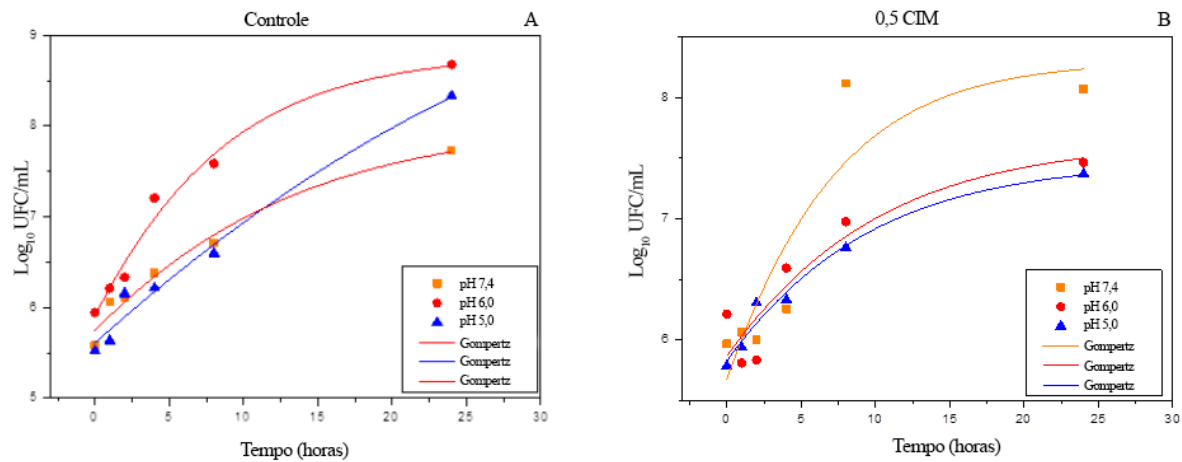 Controle
A
9
8
7
6
5
0
5
10
15
20
25
30
Log10 UFC/mL
Tempo (horas)
pH 7,4
pH 6,0
pH 5,0
Gompertz
Gompertz
Gompertz
0,5 CIM
B
8
7
6
0
5
10
15
20
25
30
Log10 UFC/mL
Tempo (horas)
pH 7,4
pH 6,0
pH 5,0
Gompertz
Gompertz
Gompertz